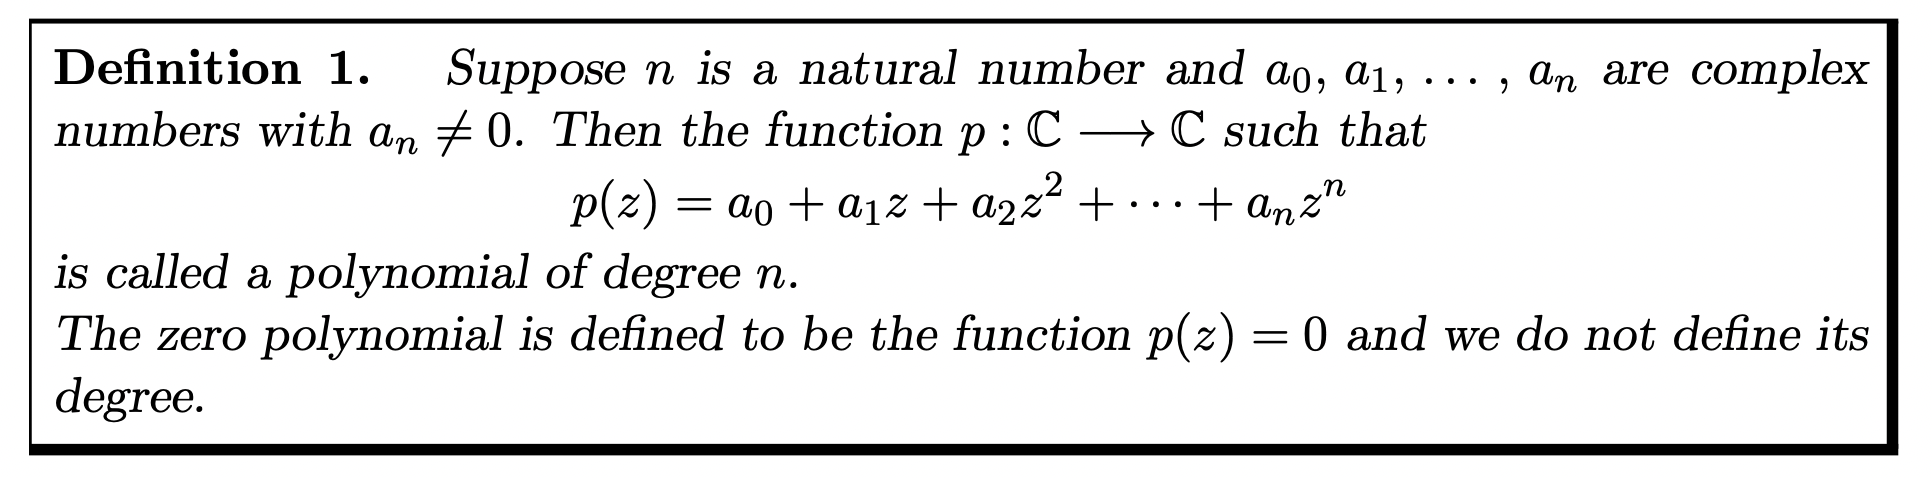 Definition 1. Suppose n is a natural number and a₀, a₁, . . . , aₙ are complex
numbers with aₙ ≠ 0. Then the function p : ℂ ⟶ ℂ such that
p(z) = a₀ + a₁z + a₂z² + · · · + aₙzⁿ
is called a polynomial of degree n.
The zero polynomial is defined to be the function p(z) = 0 and we do not define its
degree.